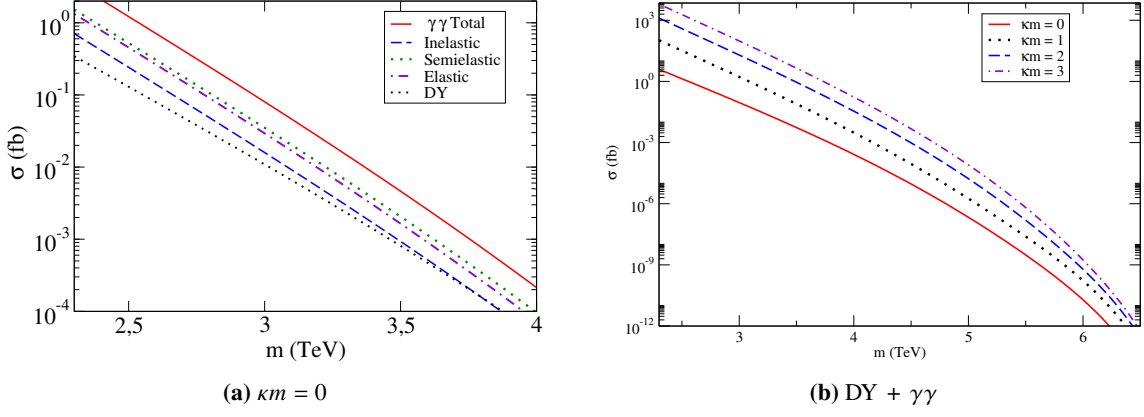 10^0
10^-1
10^-2
10^-3
10^-4
σ (fb)
2,5 3 3,5 4
m (TeV)
γγ Total
Inelastic
Semielastic
Elastic
DY
(a) κm = 0
10^3
10^0
10^-3
10^-6
10^-9
10^-12
σ (fb)
3 4 5 6
m (TeV)
κm = 0
κm = 1
κm = 2
κm = 3
(b) DY + γγ